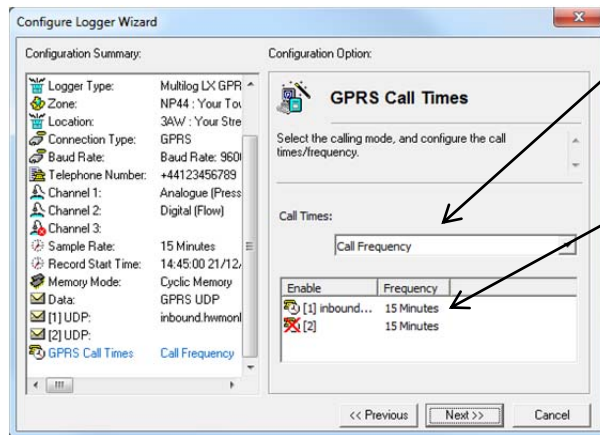 Configure Logger Wizard
Configuration Summary:
Logger Type: Multilog LX GPR
Zone: NP44 : Your Tov
Location: 3AW : Your Stre
Connection Type: GPRS
Baud Rate: Baud Rate: 960
Telephone Number: +44123456789
Channel 1: Analogue (Press
Channel 2: Digital (Flow)
Channel 3:
Sample Rate: 15 Minutes
Record Start Time: 14:45:00 21/12/
Memory Mode: Cyclic Memory
Data: GPRS UDP
[1] UDP: inbound.hwmonl
[2] UDP:
GPRS Call Times Call Frequency
Configuration Option:
GPRS Call Times
Select the calling mode, and configure the call
times/frequency.
Call Times:
Call Frequency
Enable Frequency
[1] inbound... 15 Minutes
[2] 15 Minutes
<< Previous Next >> Cancel